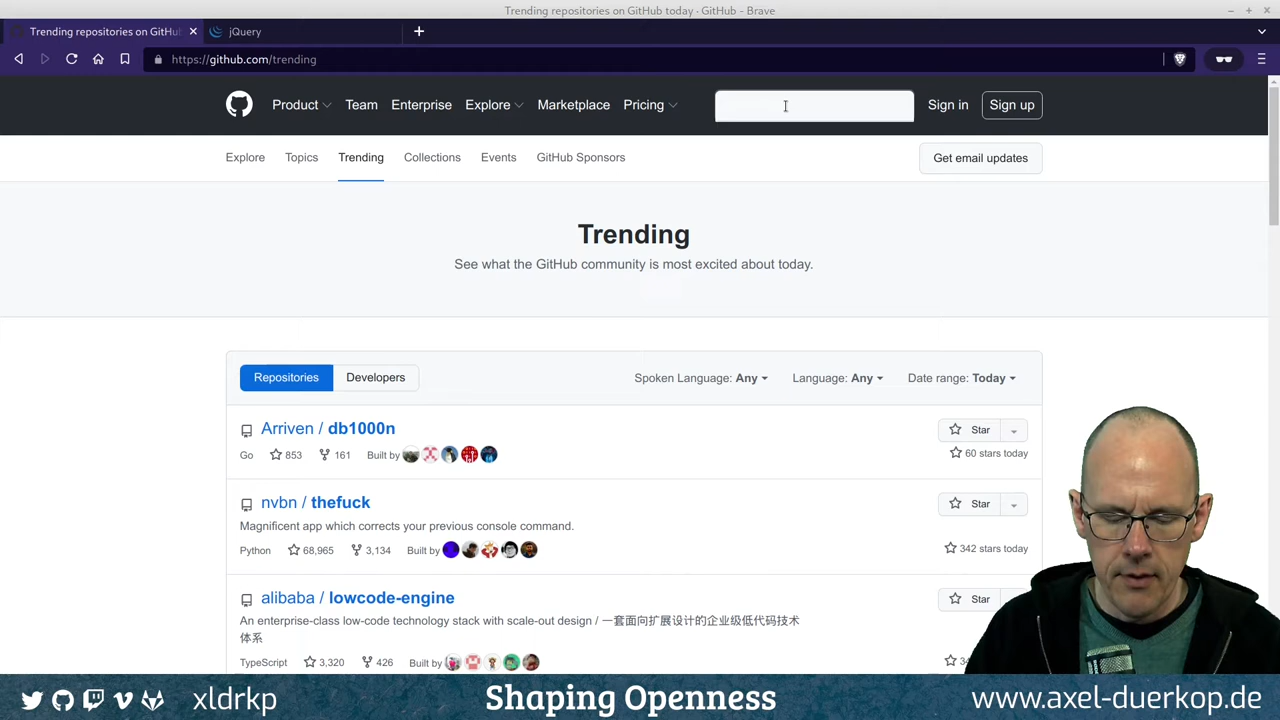 Trending repositories on GitHub today · GitHub - Brave
Trending repositories on GitHub
jQuery
https://github.com/trending
Product Team Enterprise Explore Marketplace Pricing
Sign in
Sign up
Explore Topics Trending Collections Events GitHub Sponsors
Get email updates
Trending
See what the GitHub community is most excited about today.
Repositories
Developers
Spoken Language: Any
Language: Any
Date range: Today
Arriven / db1000n
Star
Go 853 161 Built by
60 stars today
nvbn / thefuck
Star
Magnificent app which corrects your previous console command.
Python 68,965 3,134 Built by
342 stars today
alibaba / lowcode-engine
Star
An enterprise-class low-code technology stack with scale-out design / 一套面向扩展设计的企业级低代码技术
体系
TypeScript 3,320 426 Built by
xldrkp
Shaping Openness
www.axel-duerkop.de